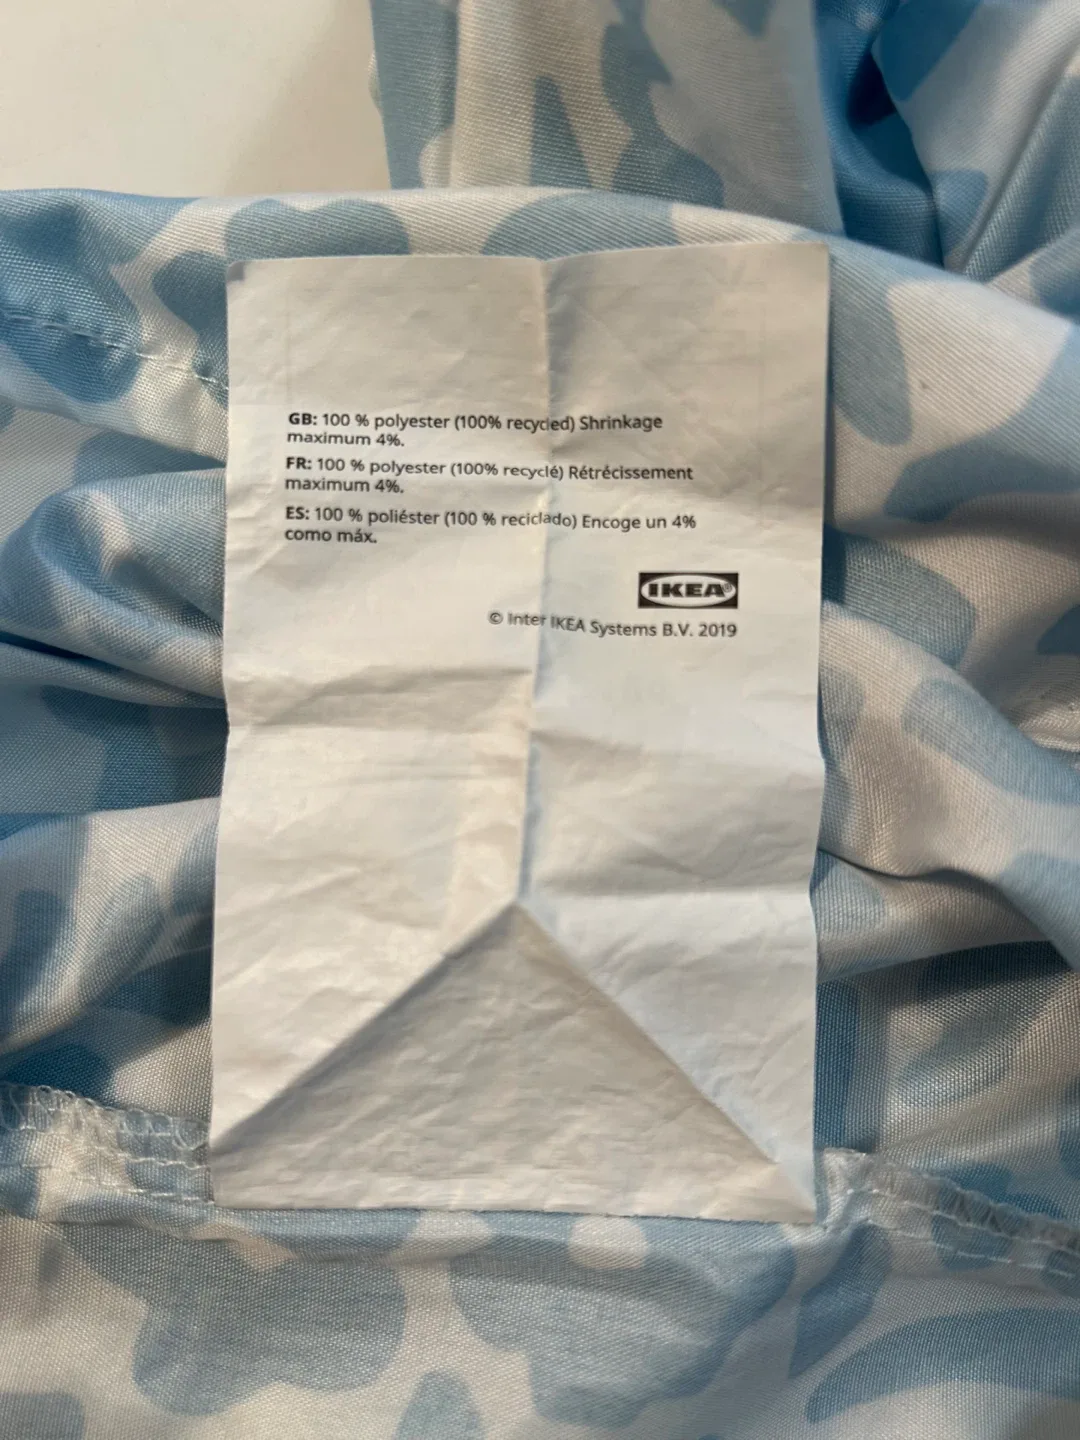 GB: 100 % polyester (100% recycled) Shrinkage
maximum 4%.
FR: 100 % polyester (100% recyclé) Rétrécissement
maximum 4%.
ES: 100 % poliéster (100 % reciclado) Encoge un 4%
como máx.
IKEA®
© Inter IKEA Systems B.V. 2019